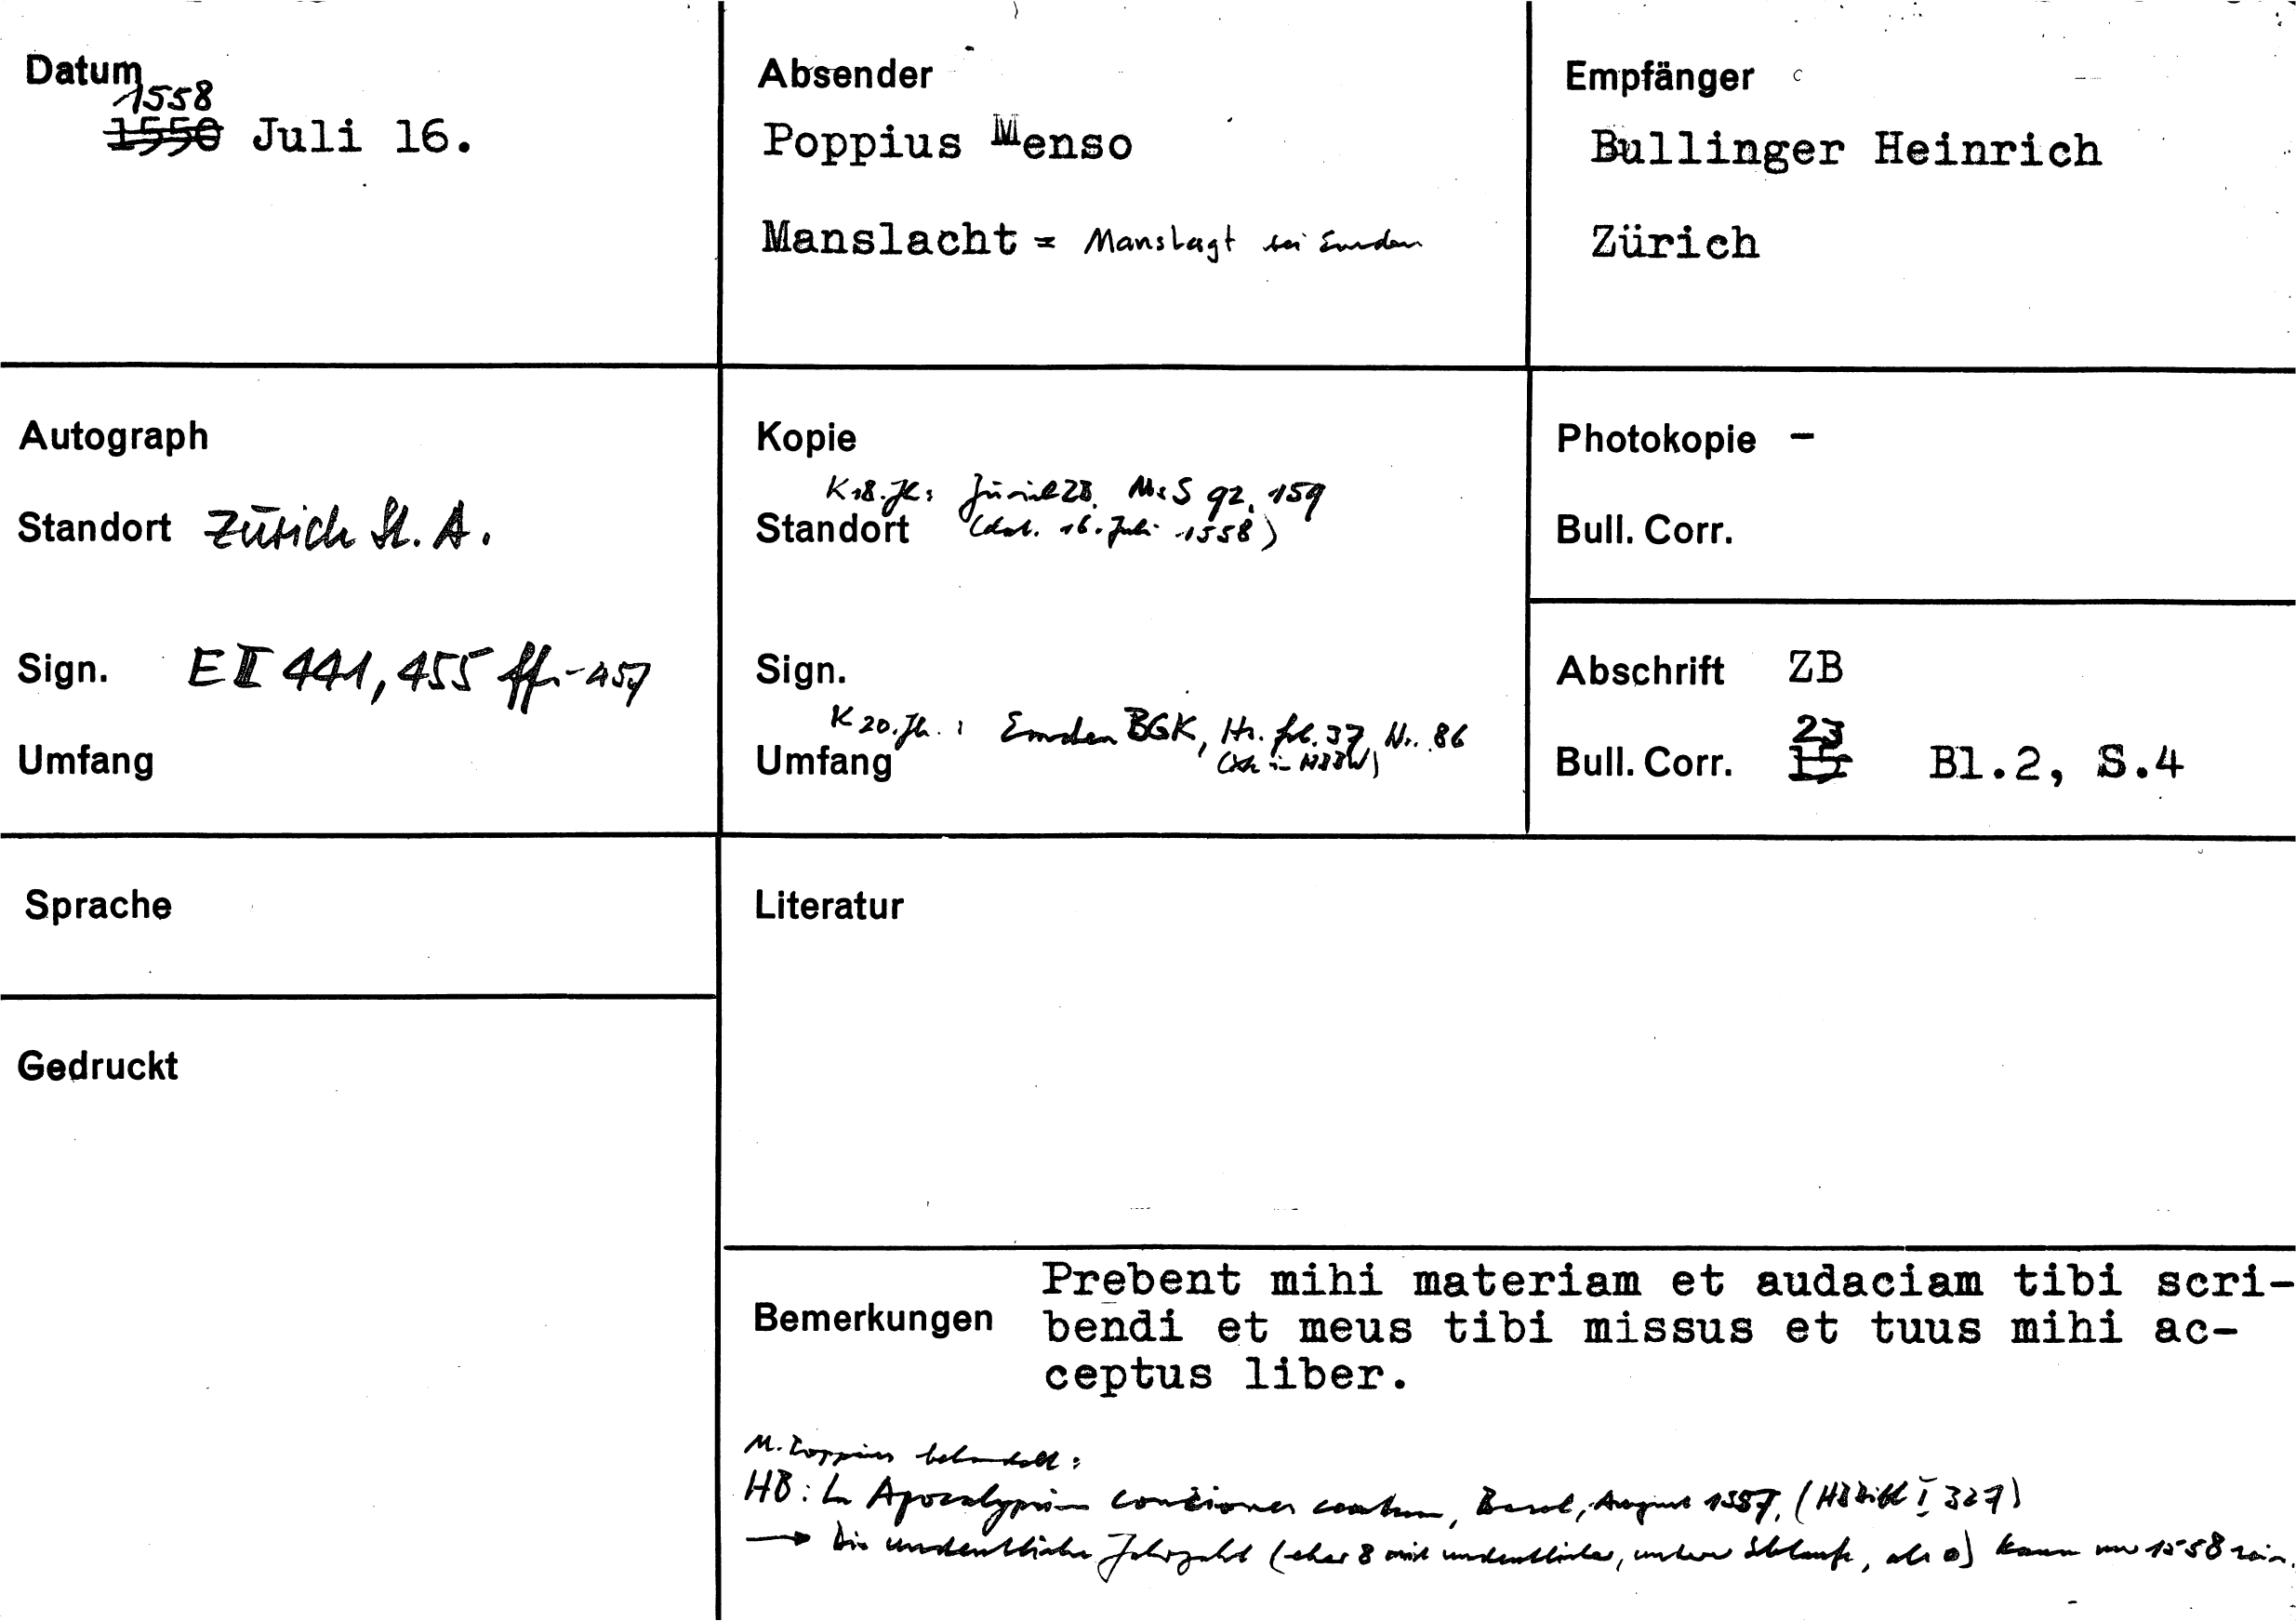 Datum
1558
1550 Juli 16.
Absender
Poppius Menso
Manslacht = Manslagt bei Emden
Empfänger
Bullinger Heinrich
Zürich
Autograph
Standort Zürich St. A.
Sign. E II 441, 455 ff.-457
Umfang
Kopie
K 18. Jh.: Zürich ZB, Ms S 92, 159
Standort (dat. 16. Juli 1558)
Sign.
K 20. Jh.: Emden BGK, Hs. fol. 37, Nr. 86
Umfang
Photokopie -
Bull. Corr.
Abschrift ZB
23
Bull. Corr. 15 Bl.2, S.4
Sprache
Gedruckt
Literatur
Bemerkungen
Prebent mihi materiam et audaciam tibi scri-
bendi et meus tibi missus et tuus mihi ac-
ceptus liber.
M. Poppius behandelt:
HB: In Apocalypsim conciones centum, Basel, August 1557, (HBBibl I 327)
→ Die undeutliche Jahrzahl (eher 8 mit undeutlicher, unterer Schlaufe, als 0) kann nur 1558 sein.